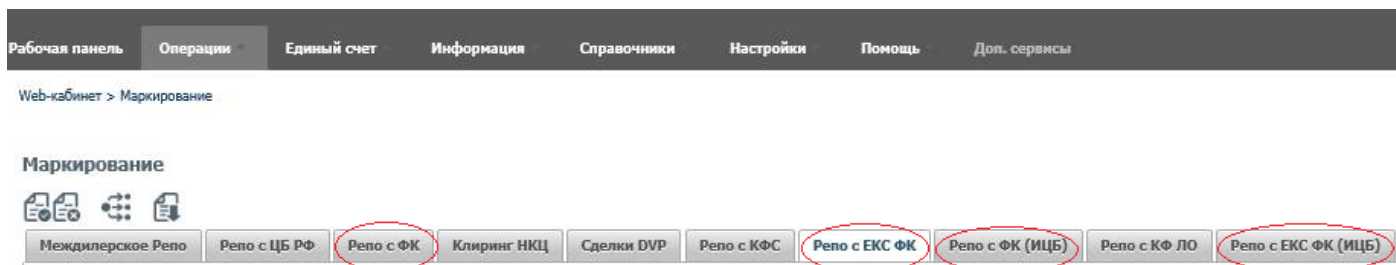 Рабочая панель Операции Единый счет Информация Справочники Настройки Помощь Доп. сервисы
Web-кабинет > Маркирование
Маркирование
Междилерское Репо Репо с ЦБ РФ Репо с ФК Клиринг НКЦ Сделки DVP Репо с КФС Репо с ЕКС ФК Репо с ФК (ИЦБ) Репо с КФ ЛО Репо с ЕКС ФК (ИЦБ)